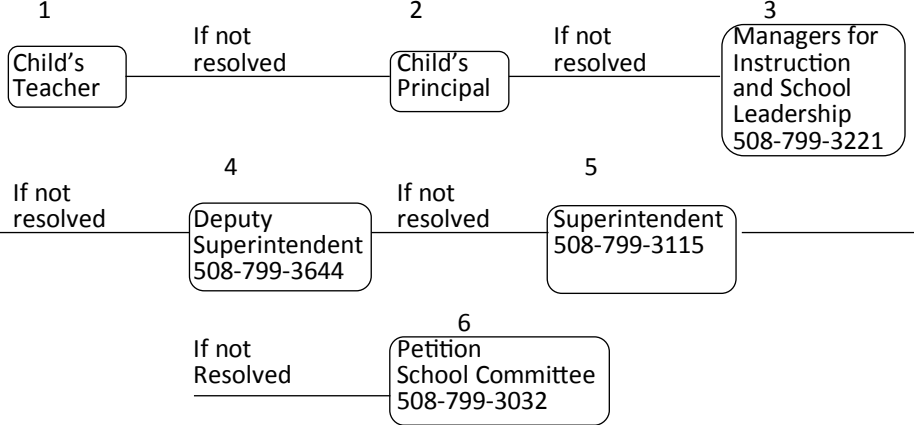 1
2
3
Child's
Teacher
If not
resolved
Child's
Principal
If not
resolved
Managers for
Instruction
and School
Leadership
508-799-3221
4
5
If not
resolved
Deputy
Superintendent
508-799-3644
If not
resolved
Superintendent
508-799-3115
6
If not
Resolved
Petition
School Committee
508-799-3032